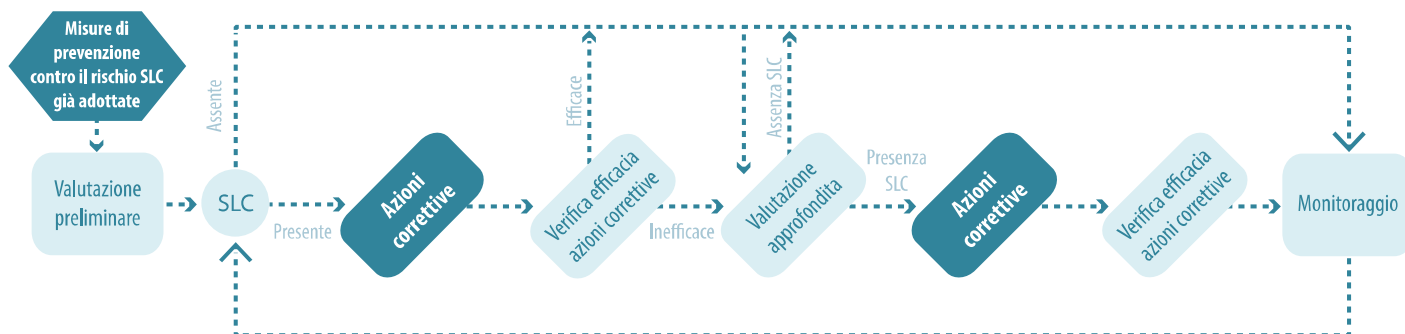 Misure di
prevenzione
contro il rischio SLC
già adottate
Valutazione
preliminare
Assente
SLC
Presente
Azioni
correttive
Efficace
Verifica efficacia
azioni correttive
Inefficace
Assenza SLC
Valutazione
approfondita
Presenza
SLC
Azioni
correttive
Verifica efficacia
azioni correttive
Monitoraggio